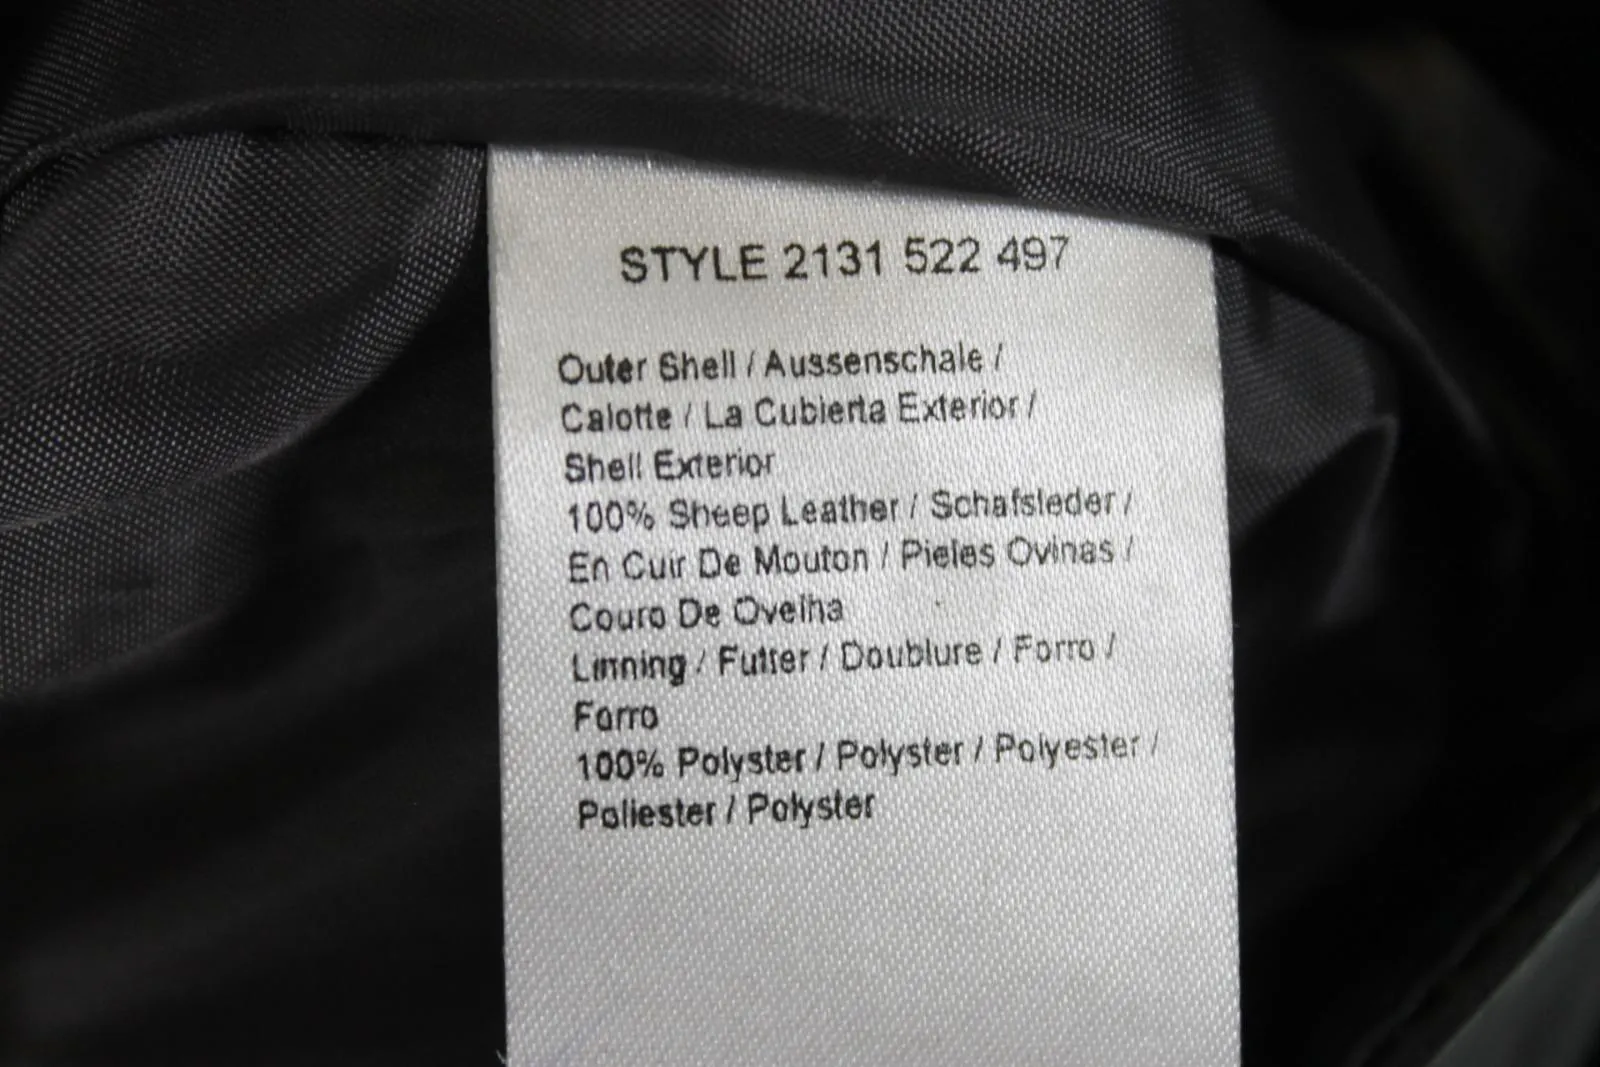 STYLE 2131 522 497
Outer Shell / Aussenschale /
Calotte / La Cubierta Exterior /
Shell Exterior
100% Sheep Leather / Schafsleder /
En Cuir De Mouton / Pieles Ovinas /
Couro De Ovelha
Linning / Futter / Doublure / Forro /
Forro
100% Polyster / Polyster / Polyester /
Poliester / Polyster